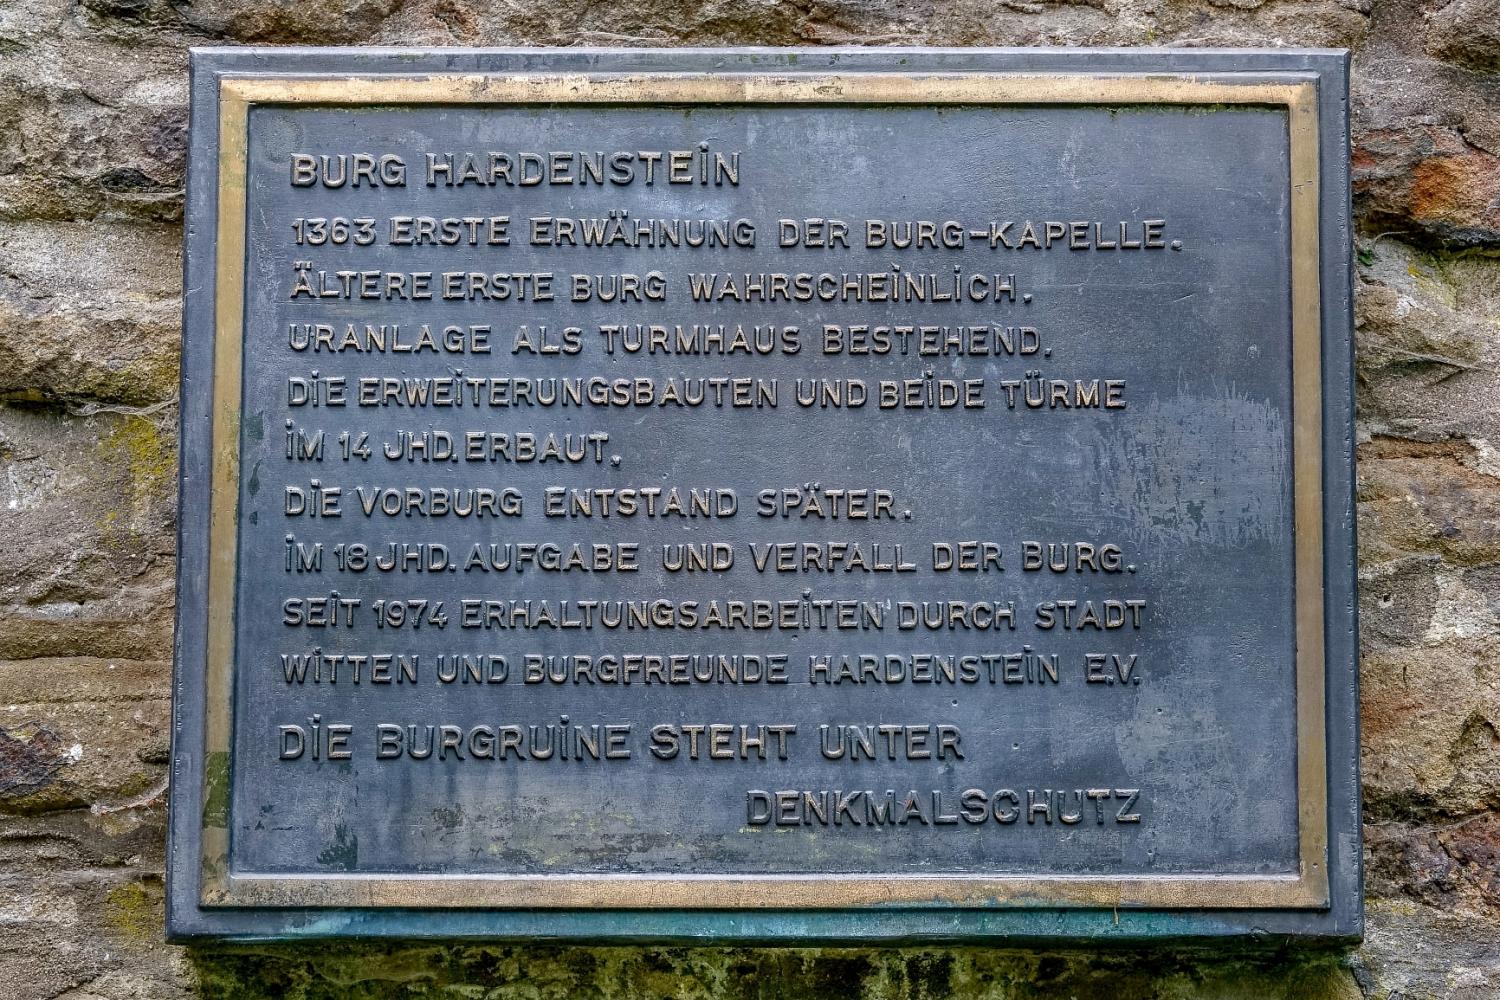 BURG HARDENSTEIN
1363 ERSTE ERWÄHNUNG DER BURG-KAPELLE.
ÄLTERE ERSTE BURG WAHRSCHEINLICH.
URANLAGE ALS TURMHAUS BESTEHEND.
DIE ERWEITERUNGSBAUTEN UND BEIDE TÜRME
IM 14 JHD. ERBAUT.
DIE VORBURG ENTSTAND SPÄTER.
IM 18 JHD. AUFGABE UND VERFALL DER BURG.
SEIT 1974 ERHALTUNGSARBEITEN DURCH STADT
WITTEN UND BURGFREUNDE HARDENSTEIN E.V.
DIE BURGRUINE STEHT UNTER
DENKMALSCHUTZ